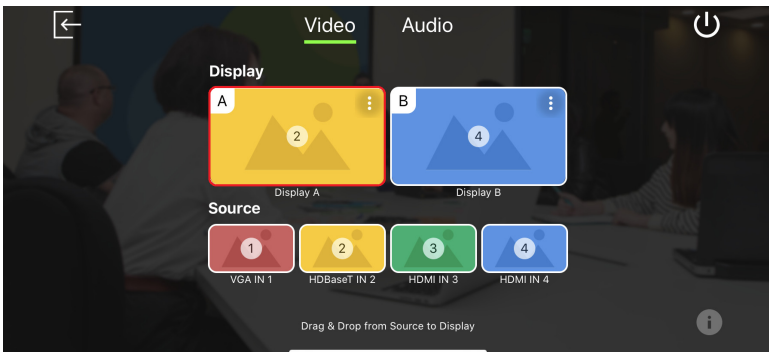 Video Audio
Display
A
2
B
4
Display A Display B
Source
1 2 3 4
VGA IN 1 HDBaseT IN 2 HDMI IN 3 HDMI IN 4
Drag & Drop from Source to Display
i